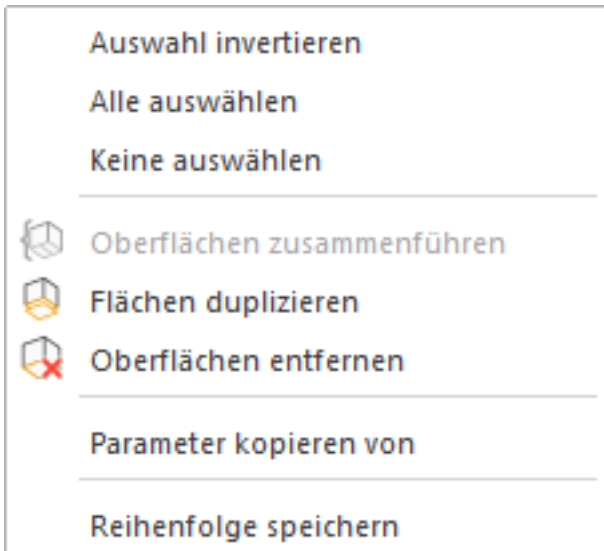 Auswahl invertieren
Alle auswählen
Keine auswählen
Oberflächen zusammenführen
Flächen duplizieren
Oberflächen entfernen
Parameter kopieren von
Reihenfolge speichern